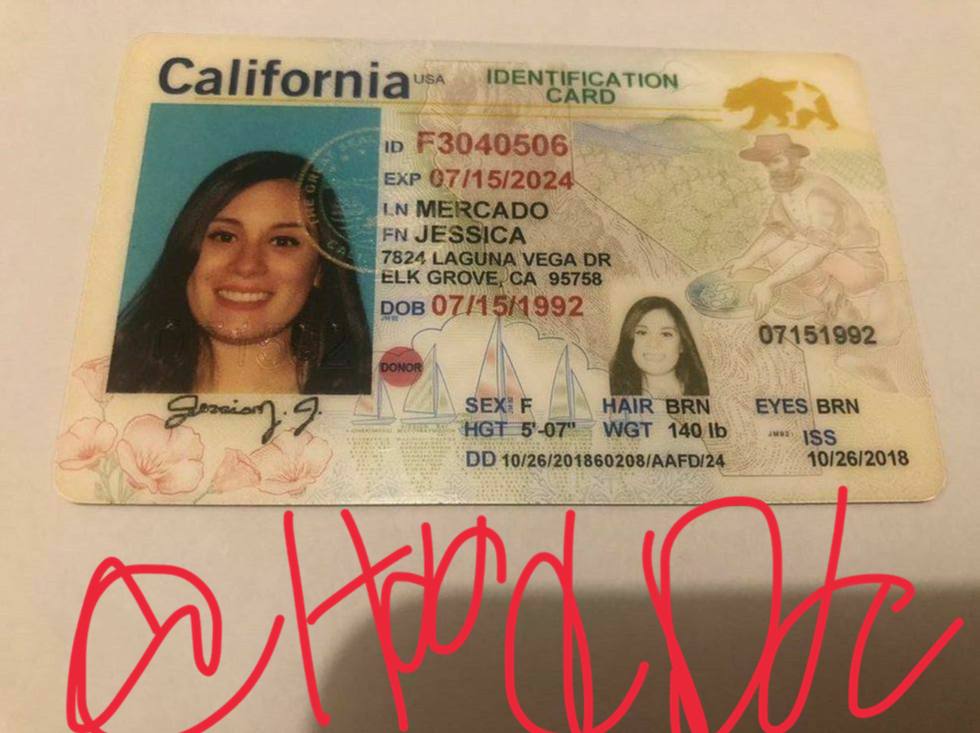 California USA IDENTIFICATION CARD
ID F3040506
EXP 07/15/2024
LN MERCADO
FN JESSICA
7824 LAGUNA VEGA DR
ELK GROVE, CA 95758
DOB 07/15/1992
07151992
DONOR
SEX F HAIR BRN EYES BRN
HGT 5'-07" WGT 140 lb ISS
DD 10/26/201860208/AAFD/24 10/26/2018